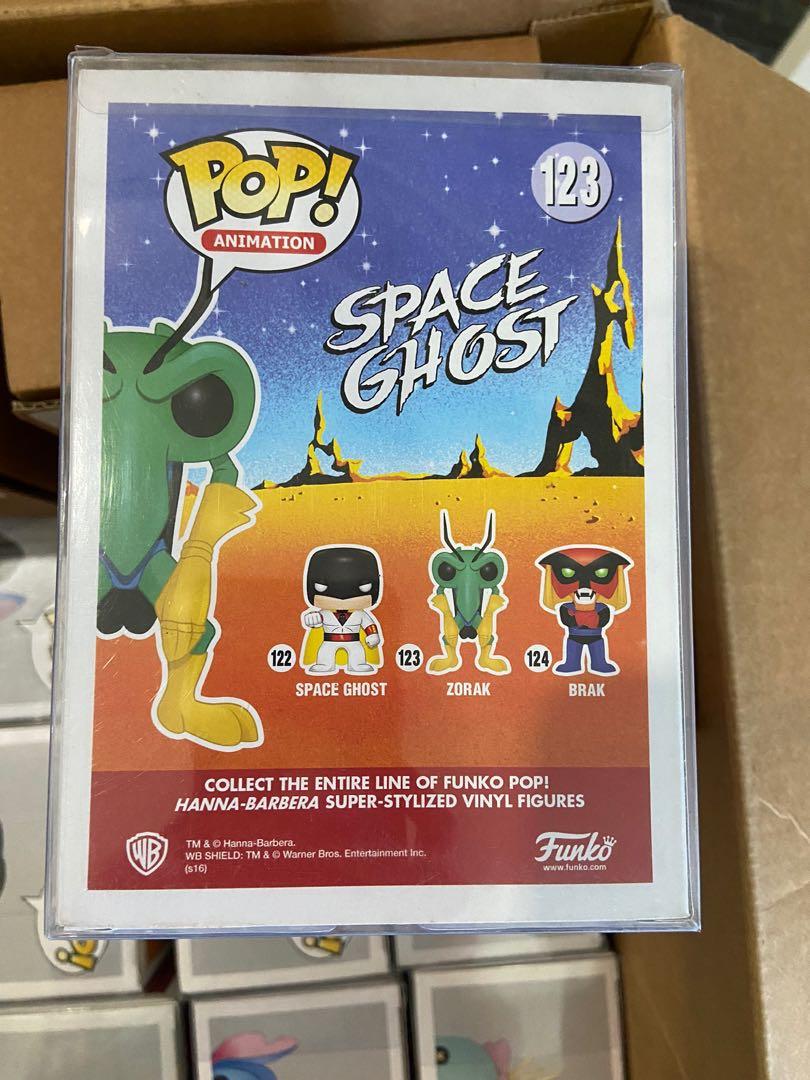 POP!
ANIMATION
123
SPACE
GHOST
122
SPACE GHOST
123
ZORAK
124
BRAK
COLLECT THE ENTIRE LINE OF FUNKO POP!
HANNA-BARBERA SUPER-STYLIZED VINYL FIGURES
WB
TM & © Hanna-Barbera.
WB SHIELD: TM & © Warner Bros. Entertainment Inc.
(s16)
Funko
www.funko.com